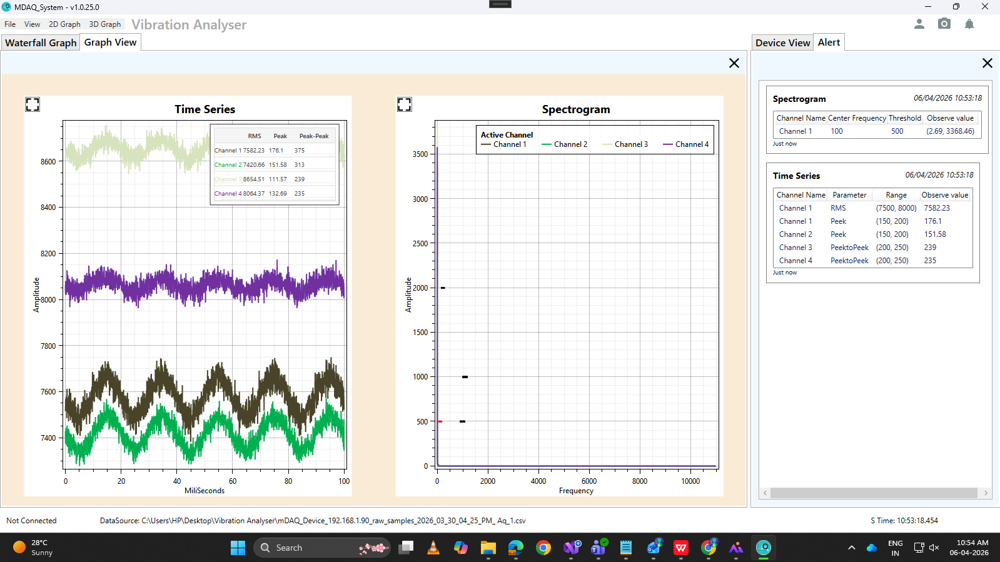 MDAQ_System - v1.0.25.0
File View 2D Graph 3D Graph Vibration Analyser
Waterfall Graph Graph View
Device View Alert
Time Series
RMS Peak Peak-Peak
Channel 1 7582.23 176.1 375
Channel 2 7420.66 151.58 313
Channel 3 8654.51 111.57 239
Channel 4 8064.37 132.69 235
8600
8400
8200
8000
7800
7600
7400
Amplitude
0 20 40 60 80 100
MiliSeconds
Spectrogram
Active Channel
Channel 1 Channel 2 Channel 3 Channel 4
3500
3000
2500
2000
1500
1000
500
0
Amplitude
0 2000 4000 6000 8000 10000
Frequency
Spectrogram 06/04/2026 10:53:18
Channel Name Center Frequency Threshold Observe value
Channel 1 100 500 (2.69, 3368.46)
Just now
Time Series 06/04/2026 10:53:18
Channel Name Parameter Range Observe value
Channel 1 RMS (7500, 8000) 7582.23
Channel 1 Peek (150, 200) 176.1
Channel 2 Peek (150, 200) 151.58
Channel 3 PeektoPeek (200, 250) 239
Channel 4 PeektoPeek (200, 250) 235
Just now
Not Connected DataSource: C:\Users\HP\Desktop\Vibration Analyser\mDAQ_Device_192.168.1.90_raw_samples_2026_03_30_04_25_PM_ Aq_1.csv S Time: 10:53:18.454
28°C
Sunny
Search
ENG
IN
10:54 AM
06-04-2026